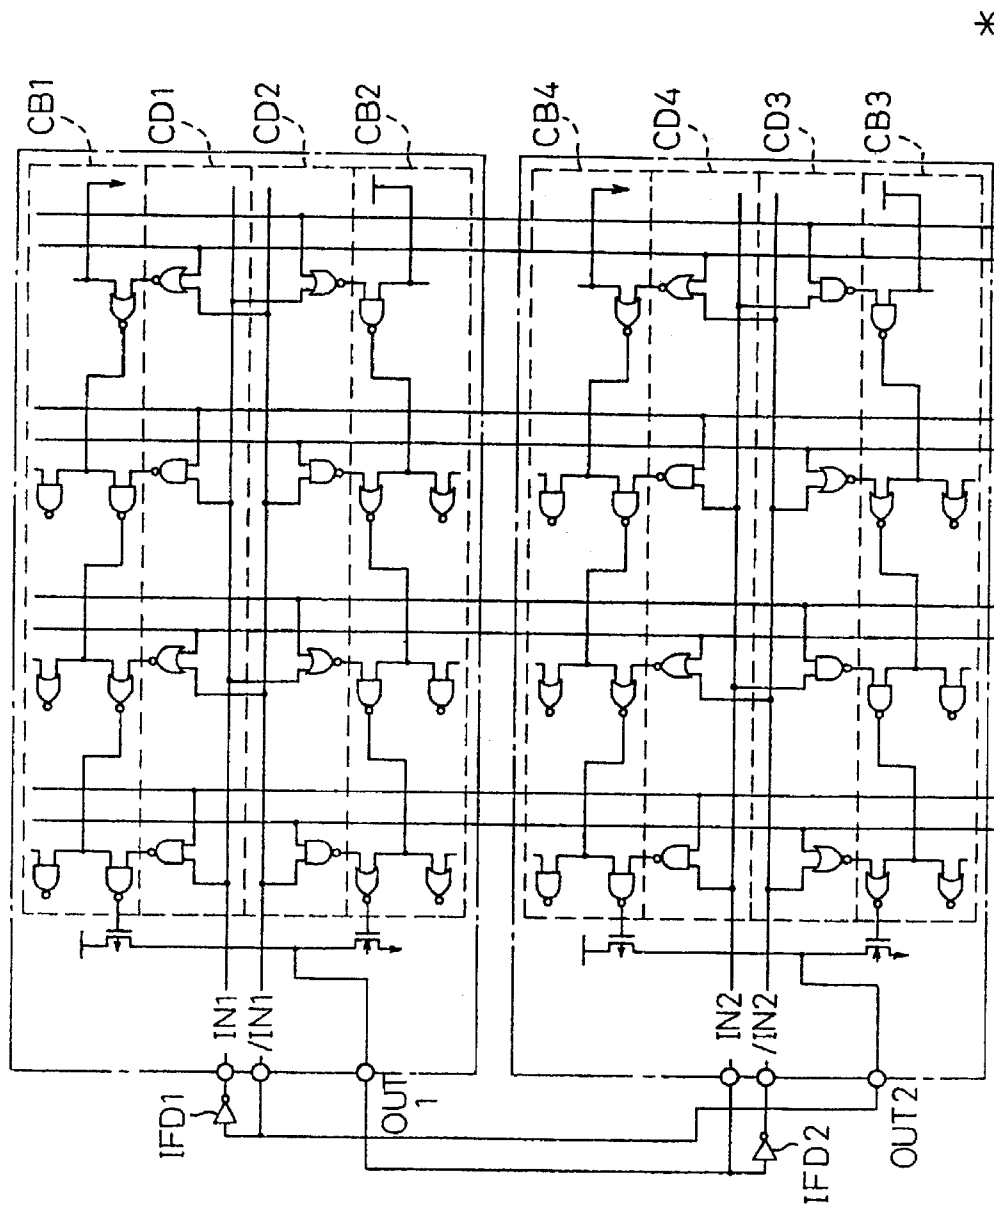 *
CB1
CD1
CD2
CB2
CB4
CD4
CD3
CB3
IN1
/IN1
IN2
/IN2
IFD1
OUT
1
IFD2
OUT2